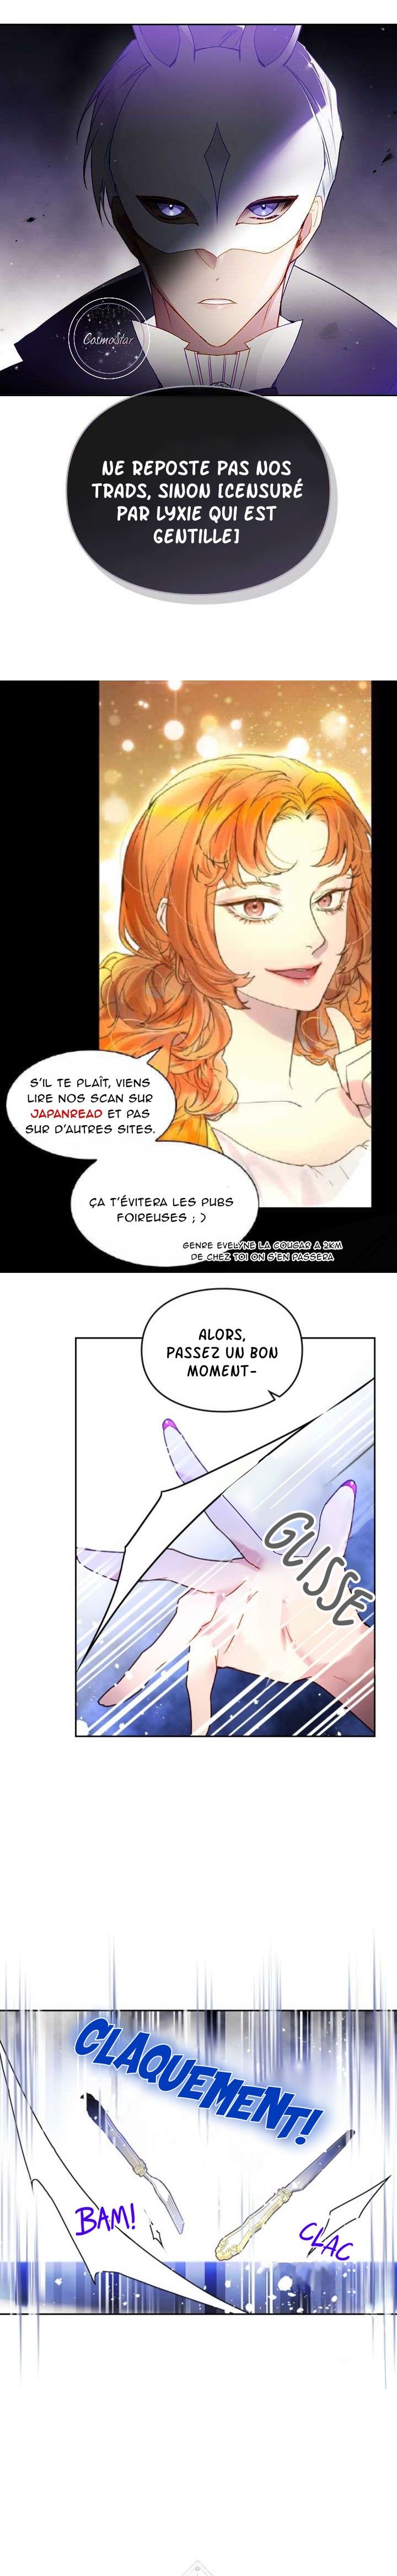 CosmoStar
NE REPOSTE PAS NOS
TRADS, SINON [CENSURÉ
PAR LYXIE QUI EST
GENTILLE]
S'IL TE PLAÎT, VIENS
LIRE NOS SCAN SUR
JAPANREAD ET PAS
SUR D'AUTRES SITES.
ÇA T'ÉVITERA LES PUBS
FOIREUSES ; )
GENRE EVELYNE LA COUGAR A 2KM
DE CHEZ TOI ON S'EN PASSERA
ALORS,
PASSEZ UN BON
MOMENT-
GLISSE
CLAQUEMENT!
BAM!
CLAC